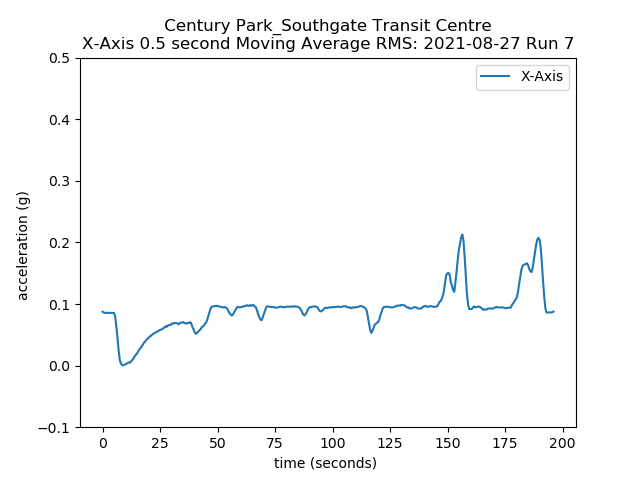 Century Park_Southgate Transit Centre
X-Axis 0.5 second Moving Average RMS: 2021-08-27 Run 7
X-Axis
0.5
0.4
0.3
0.2
0.1
0.0
−0.1
acceleration (g)
0 25 50 75 100 125 150 175 200
time (seconds)